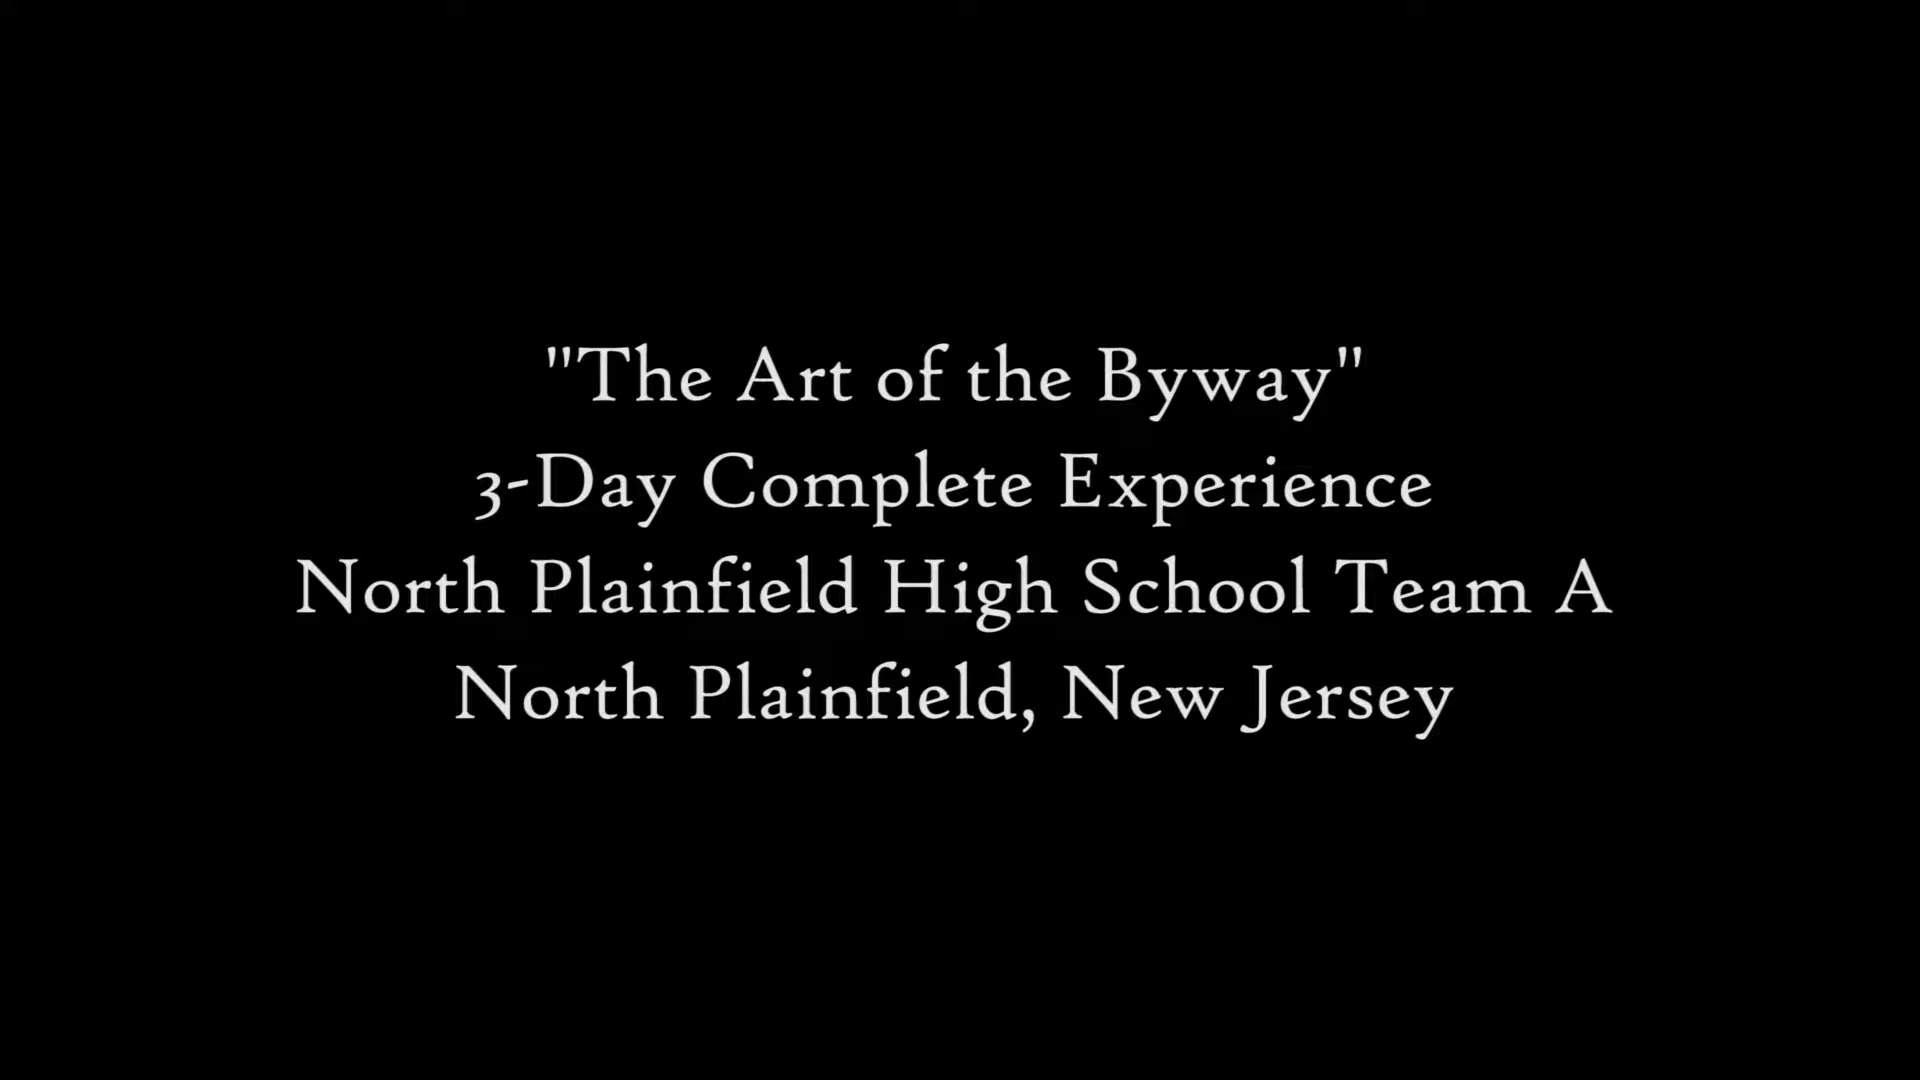 "The Art of the Byway"
3-Day Complete Experience
North Plainfield High School Team A
North Plainfield, New Jersey